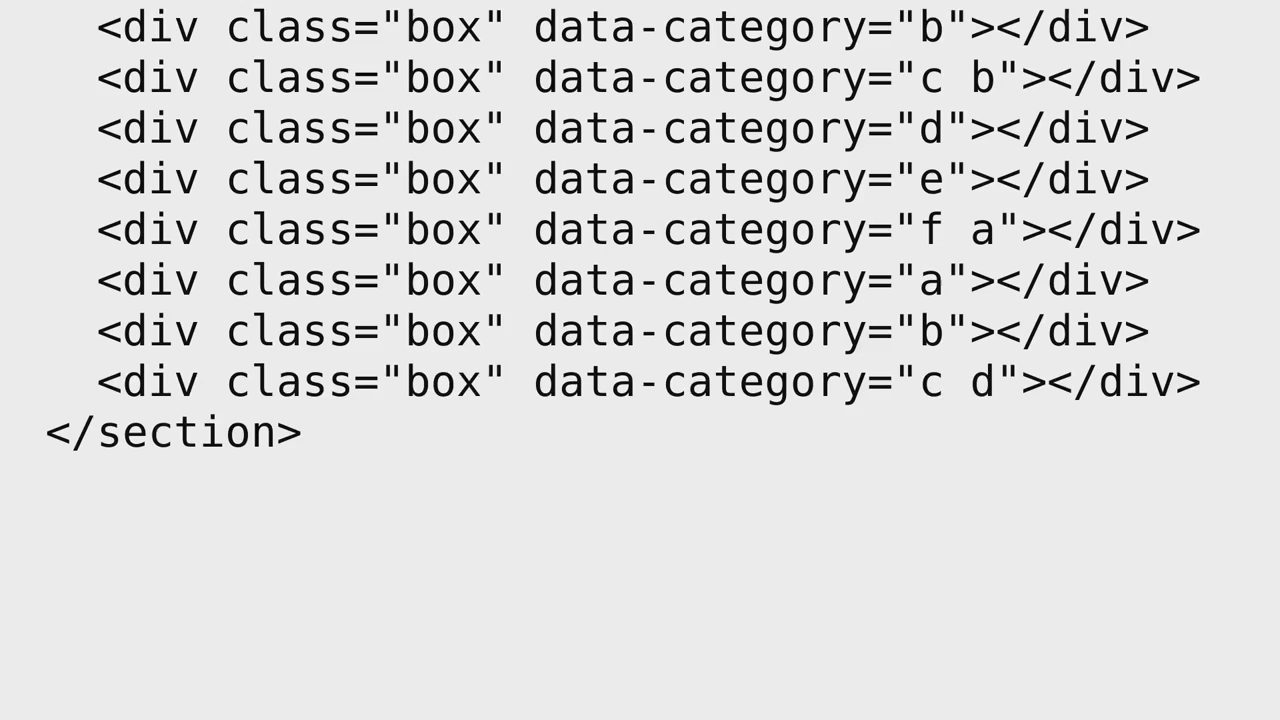 <div class="box" data-category="b"></div>
<div class="box" data-category="c b"></div>
<div class="box" data-category="d"></div>
<div class="box" data-category="e"></div>
<div class="box" data-category="f a"></div>
<div class="box" data-category="a"></div>
<div class="box" data-category="b"></div>
<div class="box" data-category="c d"></div>
</section>